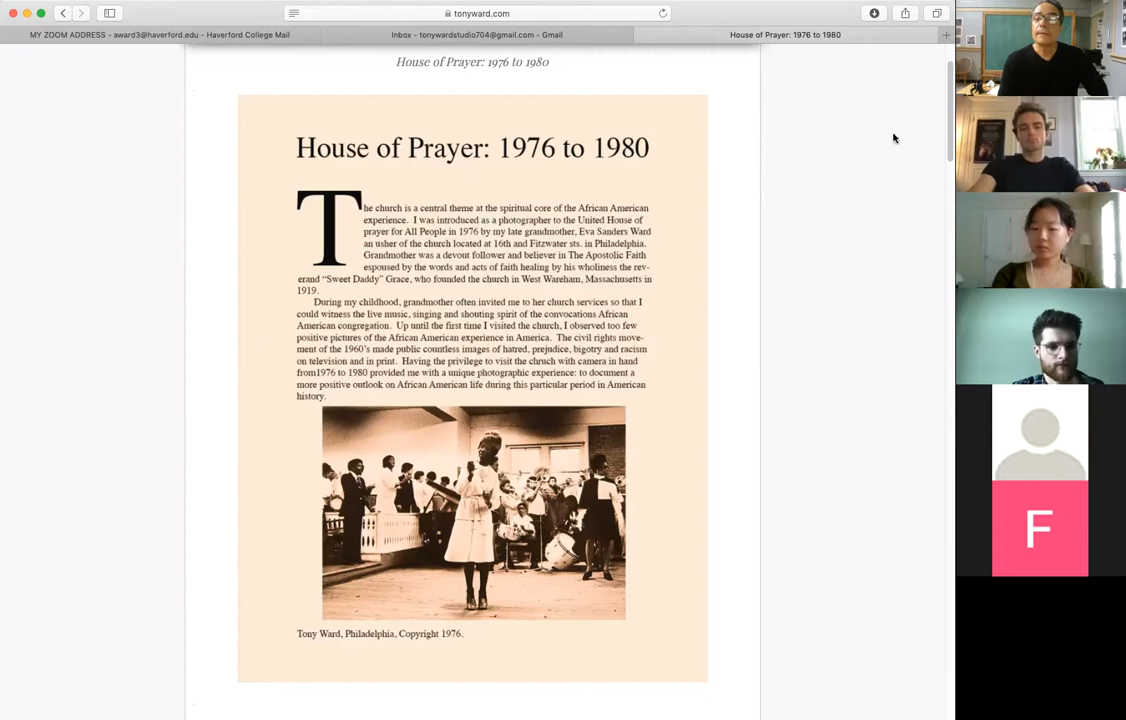 tonyward.com
MY ZOOM ADDRESS - award3@haverford.edu - Haverford College Mail
Inbox - tonywardstudio704@gmail.com - Gmail
House of Prayer: 1976 to 1980
House of Prayer: 1976 to 1980
House of Prayer: 1976 to 1980
The church is a central theme at the spiritual core of the African American
experience. I was introduced as a photographer to the United House of
prayer for All People in 1976 by my late grandmother, Eva Sanders Ward
an usher of the church located at 16th and Fitzwater sts. in Philadelphia.
Grandmother was a devout follower and believer in The Apostolic Faith
espoused by the words and acts of faith healing by his wholiness the rev-
erand “Sweet Daddy” Grace, who founded the church in West Wareham, Massachusetts in
1919.
During my childhood, grandmother often invited me to her church services so that I
could witness the live music, singing and shouting spirit of the convocations African
American congregation. Up until the first time I visited the church, I observed too few
positive pictures of the African American experience in America. The civil rights move-
ment of the 1960’s made public countless images of hatred, prejudice, bigotry and racism
on television and in print. Having the privilege to visit the chruch with camera in hand
from1976 to 1980 provided me with a unique photographic experience: to document a
more positive outlook on African American life during this particular period in American
history.
Tony Ward, Philadelphia, Copyright 1976.
F